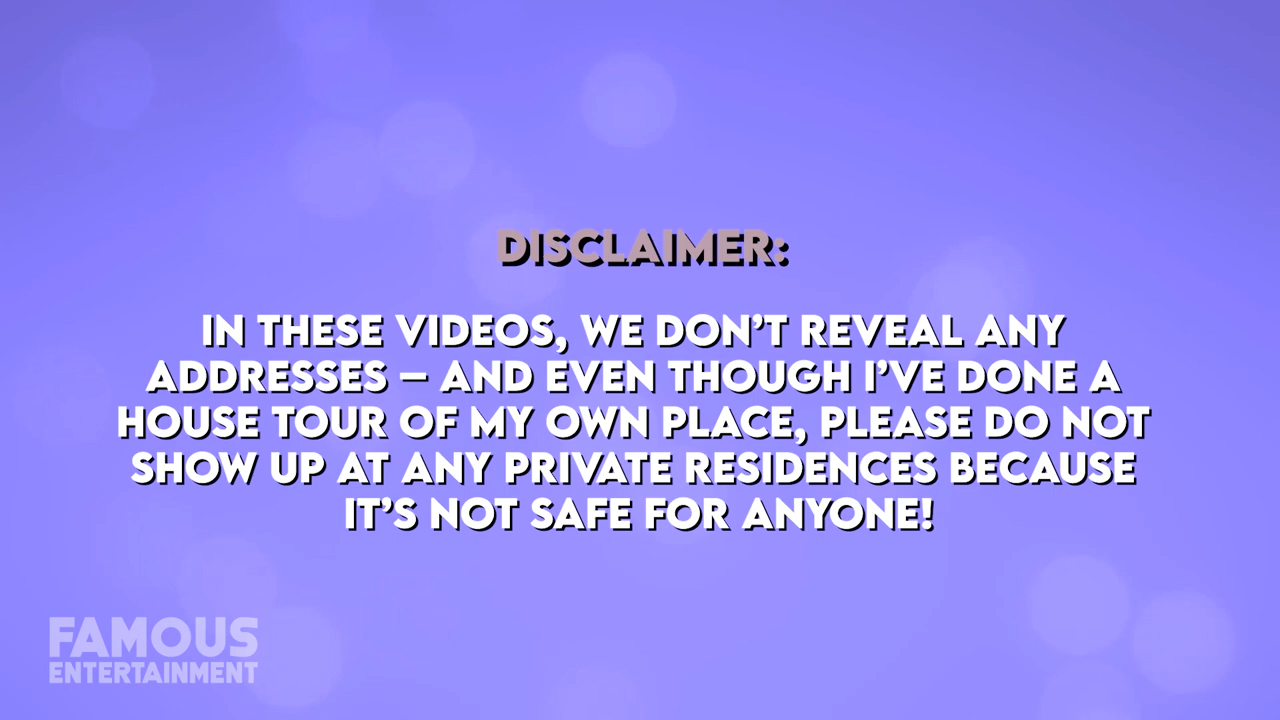 DISCLAIMER:
IN THESE VIDEOS, WE DON’T REVEAL ANY
ADDRESSES – AND EVEN THOUGH I’VE DONE A
HOUSE TOUR OF MY OWN PLACE, PLEASE DO NOT
SHOW UP AT ANY PRIVATE RESIDENCES BECAUSE
IT’S NOT SAFE FOR ANYONE!
FAMOUS
ENTERTAINMENT